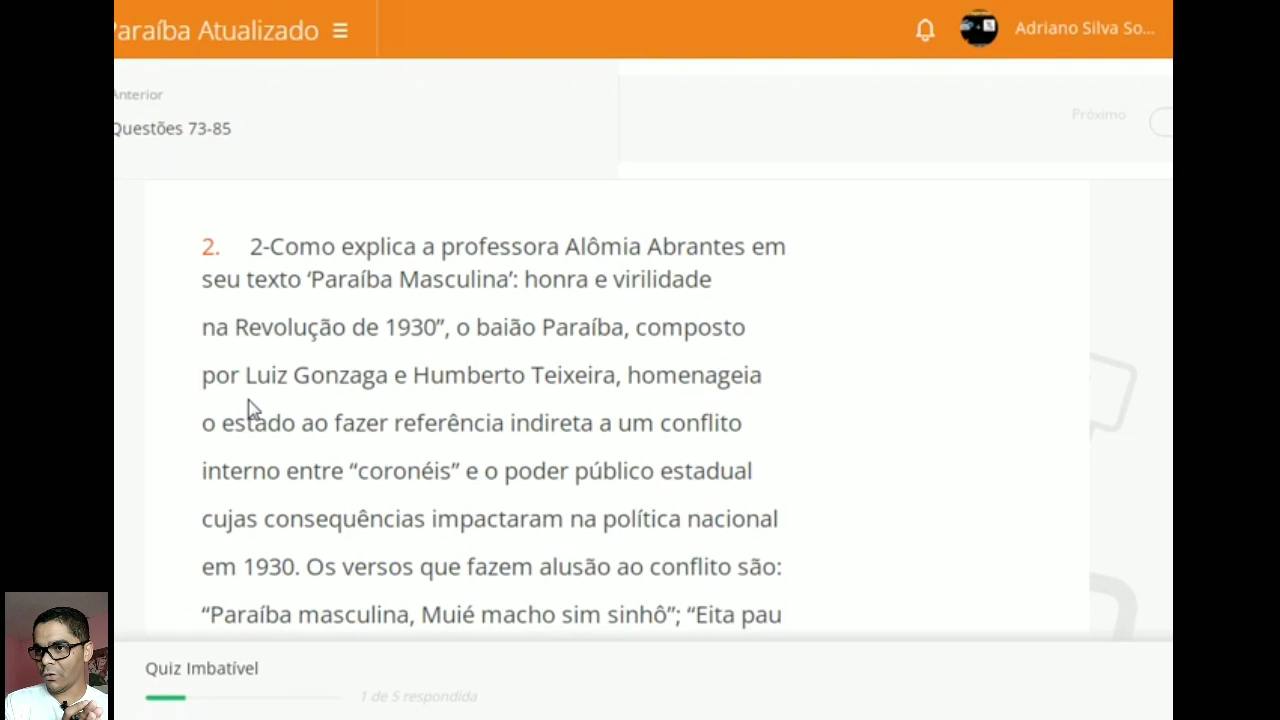 Paraíba Atualizado
Adriano Silva So...
Anterior
Próximo
Questões 73-85
2. 2-Como explica a professora Alômia Abrantes em
seu texto ‘Paraíba Masculina’: honra e virilidade
na Revolução de 1930”, o baião Paraíba, composto
por Luiz Gonzaga e Humberto Teixeira, homenageia
o estado ao fazer referência indireta a um conflito
interno entre “coronéis” e o poder público estadual
cujas consequências impactaram na política nacional
em 1930. Os versos que fazem alusão ao conflito são:
“Paraíba masculina, Muié macho sim sinhô”; “Eita pau
Quiz Imbatível
1 de 5 respondida